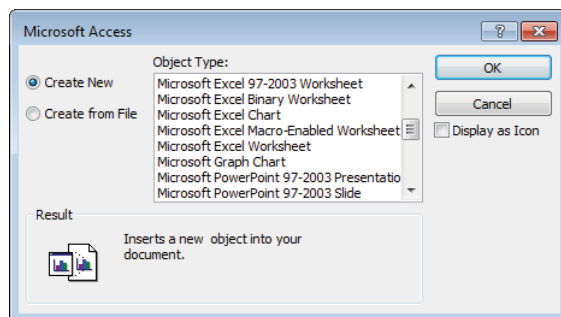 Microsoft Access
Object Type:
Create New
Create from File
Microsoft Excel 97-2003 Worksheet
Microsoft Excel Binary Worksheet
Microsoft Excel Chart
Microsoft Excel Macro-Enabled Worksheet
Microsoft Excel Worksheet
Microsoft Graph Chart
Microsoft PowerPoint 97-2003 Presentatio
Microsoft PowerPoint 97-2003 Slide
OK
Cancel
Display as Icon
Result
Inserts a new object into your
document.